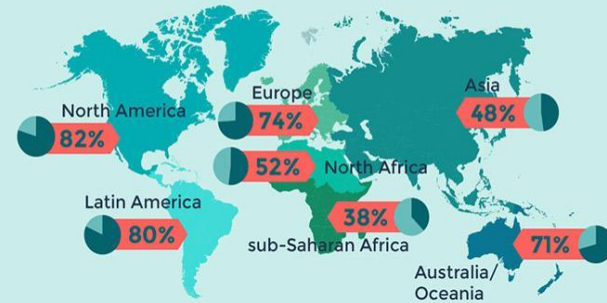 North America
82%
Europe
74%
Asia
48%
52%
North Africa
Latin America
80%
38%
sub-Saharan Africa
71%
Australia/
Oceania